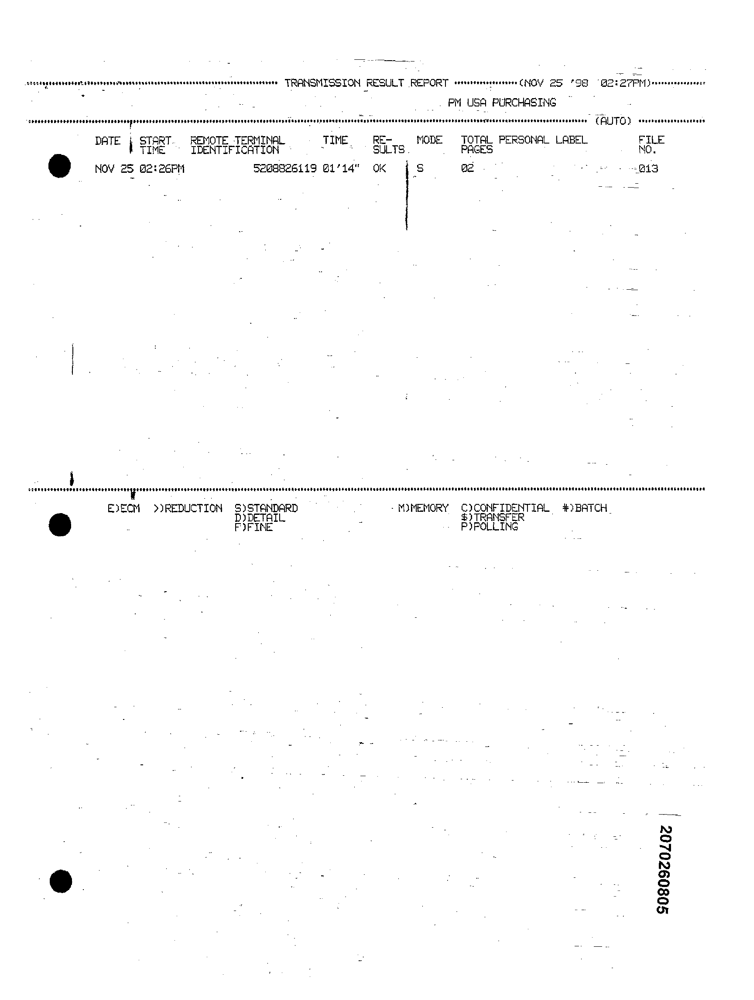 TRANSMISSION RESULT REPORT (NOV 25 '98 02:27PM)
PM USA PURCHASING
(AUTO)
DATE START REMOTE TERMINAL TIME RE- MODE TOTAL PERSONAL LABEL FILE
TIME IDENTIFICATION SULTS PAGES NO.
NOV 25 02:26PM 5208826119 01'14" OK S 02 013
E)ECM >)REDUCTION S)STANDARD M)MEMORY C)CONFIDENTIAL #)BATCH
D)DETAIL $)TRANSFER
F)FINE P)POLLING
2070260805